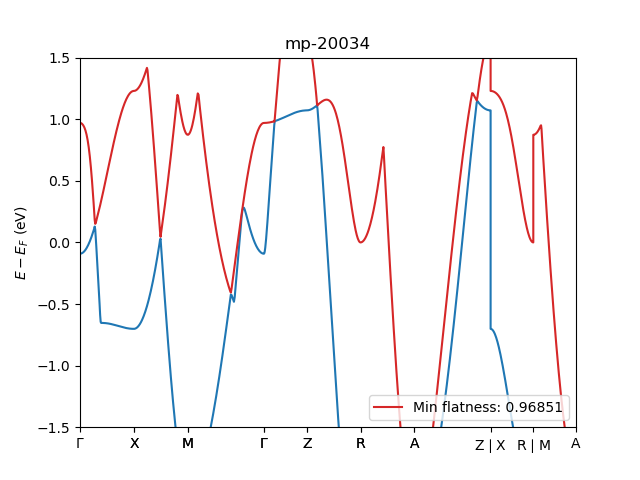 mp-20034
E − E_F (eV)
1.5
1.0
0.5
0.0
−0.5
−1.0
−1.5
Min flatness: 0.96851
Γ X M Γ Z R A Z | X R | M A